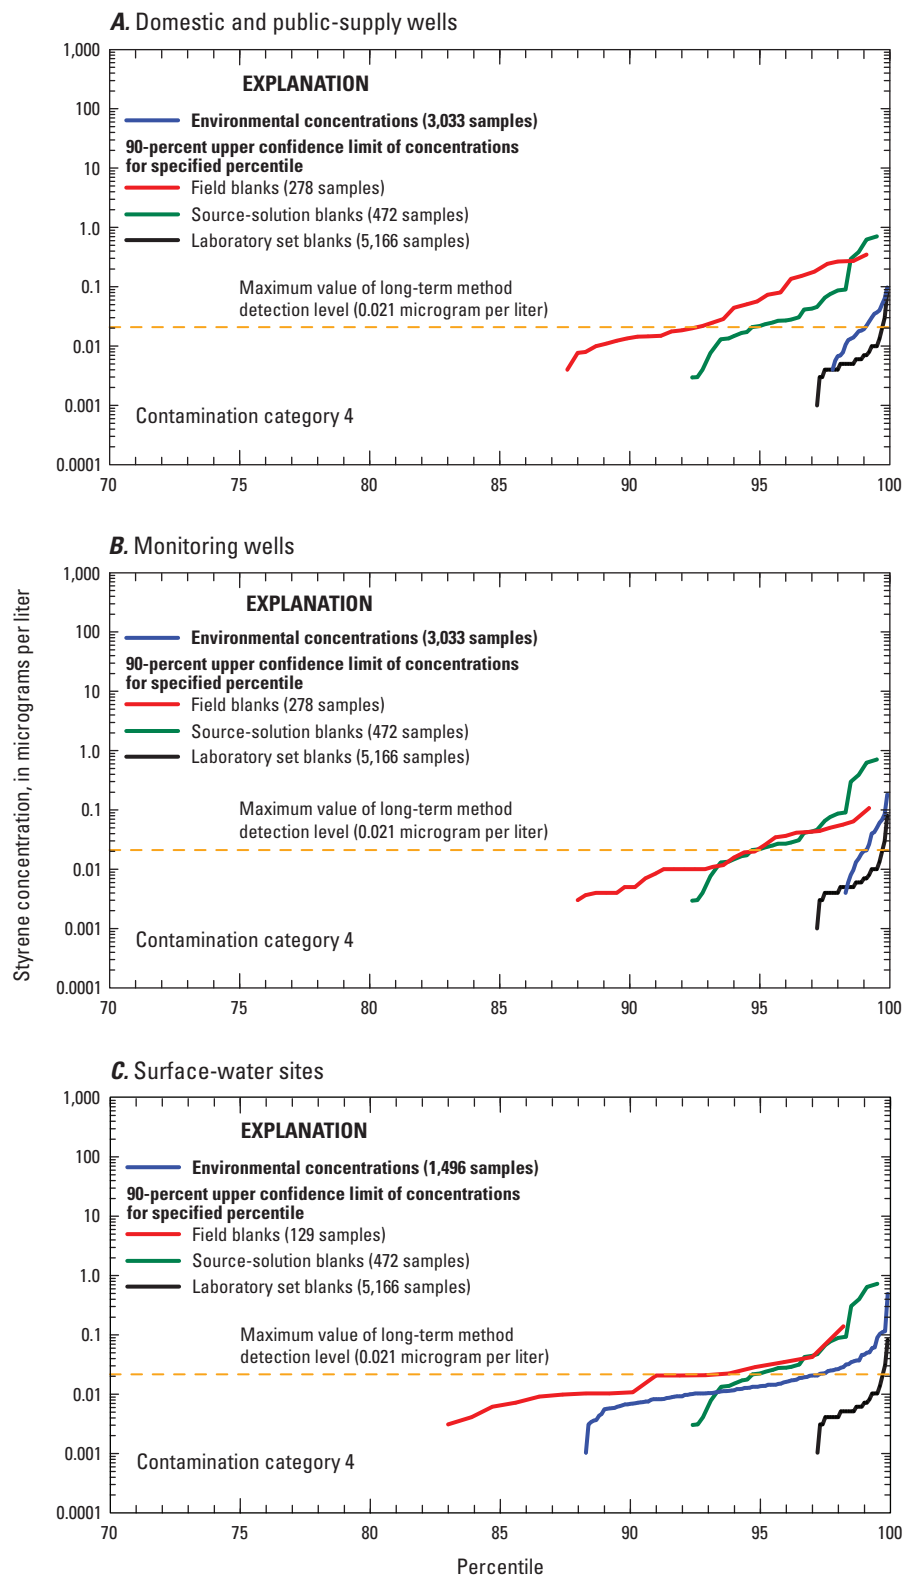 A. Domestic and public-supply wells
1,000
100
10
1.0
0.1
0.01
0.001
0.0001
EXPLANATION
Environmental concentrations (3,033 samples)
90-percent upper confidence limit of concentrations
for specified percentile
Field blanks (278 samples)
Source-solution blanks (472 samples)
Laboratory set blanks (5,166 samples)
Maximum value of long-term method
detection level (0.021 microgram per liter)
Contamination category 4
70 75 80 85 90 95 100
B. Monitoring wells
1,000
100
10
1.0
0.1
0.01
0.001
0.0001
EXPLANATION
Environmental concentrations (3,033 samples)
90-percent upper confidence limit of concentrations
for specified percentile
Field blanks (278 samples)
Source-solution blanks (472 samples)
Laboratory set blanks (5,166 samples)
Maximum value of long-term method
detection level (0.021 microgram per liter)
Contamination category 4
70 75 80 85 90 95 100
Styrene concentration, in micrograms per liter
C. Surface-water sites
1,000
100
10
1.0
0.1
0.01
0.001
0.0001
EXPLANATION
Environmental concentrations (1,496 samples)
90-percent upper confidence limit of concentrations
for specified percentile
Field blanks (129 samples)
Source-solution blanks (472 samples)
Laboratory set blanks (5,166 samples)
Maximum value of long-term method
detection level (0.021 microgram per liter)
Contamination category 4
70 75 80 85 90 95 100
Percentile